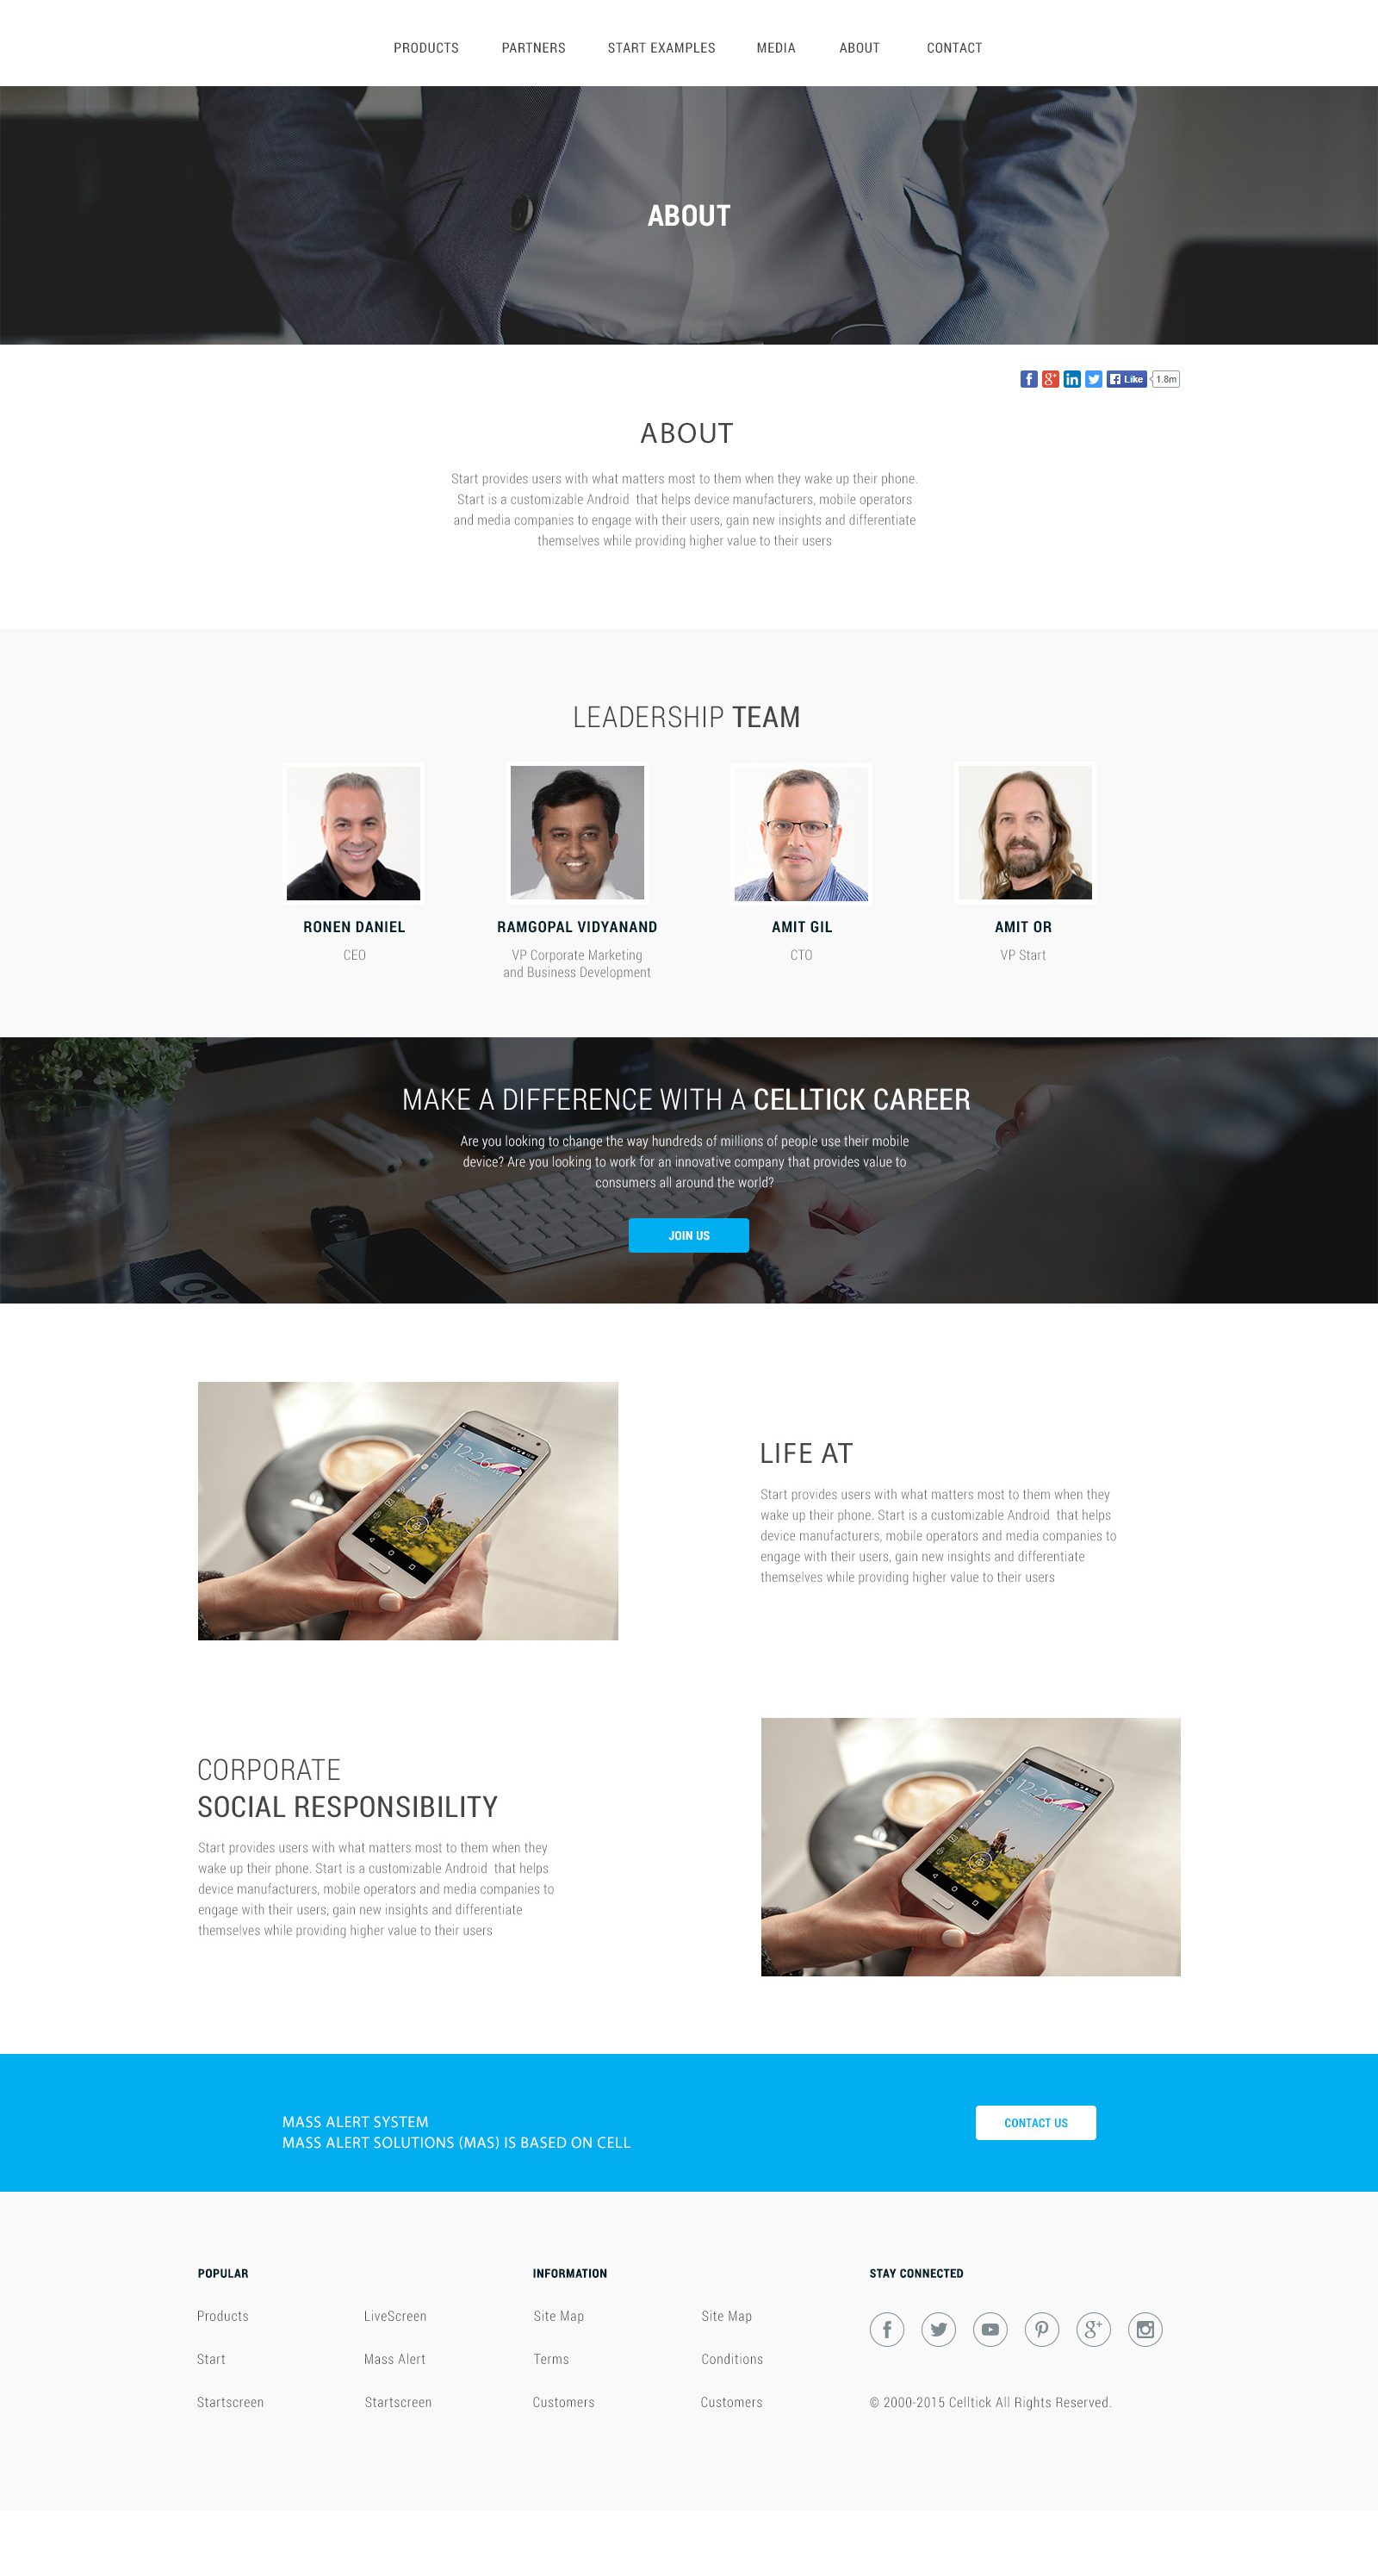 PRODUCTS PARTNERS START EXAMPLES MEDIA ABOUT CONTACT
ABOUT
Like 1.8m
ABOUT
Start provides users with what matters most to them when they wake up their phone.
Start is a customizable Android that helps device manufacturers, mobile operators
and media companies to engage with their users, gain new insights and differentiate
themselves while providing higher value to their users
LEADERSHIP TEAM
RONEN DANIEL
CEO
RAMGOPAL VIDYANAND
VP Corporate Marketing
and Business Development
AMIT GIL
CTO
AMIT OR
VP Start
MAKE A DIFFERENCE WITH A CELLTICK CAREER
Are you looking to change the way hundreds of millions of people use their mobile
device? Are you looking to work for an innovative company that provides value to
consumers all around the world?
JOIN US
12:26
LIFE AT
Start provides users with what matters most to them when they
wake up their phone. Start is a customizable Android that helps
device manufacturers, mobile operators and media companies to
engage with their users, gain new insights and differentiate
themselves while providing higher value to their users
CORPORATE
SOCIAL RESPONSIBILITY
Start provides users with what matters most to them when they
wake up their phone. Start is a customizable Android that helps
device manufacturers, mobile operators and media companies to
engage with their users, gain new insights and differentiate
themselves while providing higher value to their users
12:26
MASS ALERT SYSTEM
MASS ALERT SOLUTIONS (MAS) IS BASED ON CELL
CONTACT US
POPULAR
Products LiveScreen
Start Mass Alert
Startscreen Startscreen
INFORMATION
Site Map Site Map
Terms Conditions
Customers Customers
STAY CONNECTED
© 2000-2015 Celltick All Rights Reserved.